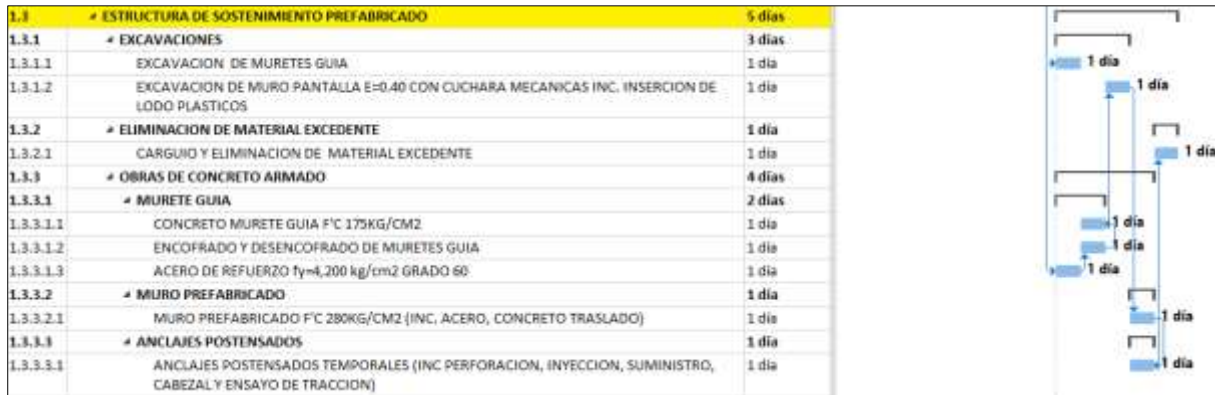 1.3 ESTRUCTURA DE SOSTENIMIENTO PREFABRICADO 5 días
1.3.1 EXCAVACIONES 3 días
1.3.1.1 EXCAVACION DE MURETES GUIA 1 día 1 día
1.3.1.2 EXCAVACION DE MURO PANTALLA E=0.40 CON CUCHARA MECANICAS INC. INSERCION DE 1 día 1 día
LODO PLASTICOS
1.3.2 ELIMINACION DE MATERIAL EXCEDENTE 1 día
1.3.2.1 CARGUIO Y ELIMINACION DE MATERIAL EXCEDENTE 1 día 1 día
1.3.3 OBRAS DE CONCRETO ARMADO 4 días
1.3.3.1 MURETE GUIA 2 días
1.3.3.1.1 CONCRETO MURETE GUIA F'C 175KG/CM2 1 día 1 día
1.3.3.1.2 ENCOFRADO Y DESENCOFRADO DE MURETES GUIA 1 día 1 día
1.3.3.1.3 ACERO DE REFUERZO fy=4,200 kg/cm2 GRADO 60 1 día 1 día
1.3.3.2 MURO PREFABRICADO 1 día
1.3.3.2.1 MURO PREFABRICADO F'C 280KG/CM2 (INC, ACERO, CONCRETO TRASLADO) 1 día 1 día
1.3.3.3 ANCLAJES POSTENSADOS 1 día
1.3.3.3.1 ANCLAJES POSTENSADOS TEMPORALES (INC PERFORACION, INYECCION, SUMINISTRO, 1 día 1 día
CABEZAL Y ENSAYO DE TRACCION)